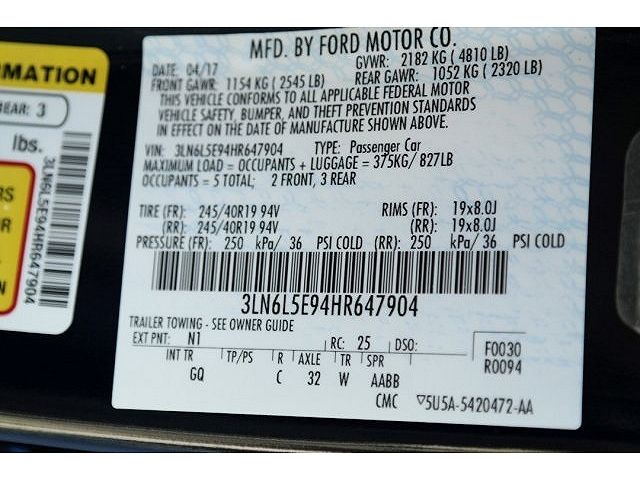 MFD. BY FORD MOTOR CO.
DATE: 04/17 GVWR: 2182 KG ( 4810 LB)
FRONT GAWR: 1154 KG ( 2545 LB) REAR GAWR: 1052 KG ( 2320 LB)
THIS VEHICLE CONFORMS TO ALL APPLICABLE FEDERAL MOTOR
VEHICLE SAFETY, BUMPER, AND THEFT PREVENTION STANDARDS
IN EFFECT ON THE DATE OF MANUFACTURE SHOWN ABOVE.
VIN: 3LN6L5E94HR647904 TYPE: Passenger Car
MAXIMUM LOAD = OCCUPANTS + LUGGAGE = 375KG/ 827LB
OCCUPANTS = 5 TOTAL; 2 FRONT, 3 REAR
TIRE (FR): 245/40R19 94V RIMS (FR): 19x8.0J
(RR): 245/40R19 94V (RR): 19x8.0J
PRESSURE (FR): 250 kPa/ 36 PSI COLD (RR): 250 kPa/ 36 PSI COLD
3LN6L5E94HR647904
TRAILER TOWING - SEE OWNER GUIDE
EXT PNT: N1 RC: 25 DSO: F0030
R0094
INT TR TP/PS R AXLE TR SPR
GQ C 32 W AABB
CMC 5U5A-5420472-AA
RMATION
REAR: 3
lbs.
3LN6L5E94HR647904
RS
UR